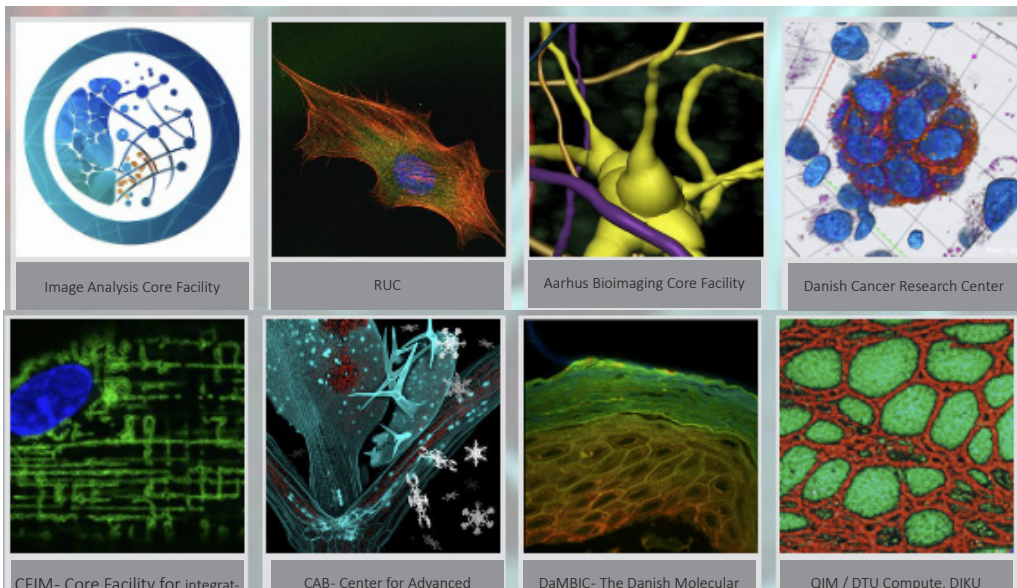 Image Analysis Core Facility
RUC
Aarhus Bioimaging Core Facility
Danish Cancer Research Center
CFIM- Core Facility for integrat-
CAB- Center for Advanced
DaMBIC- The Danish Molecular
QIM / DTU Compute, DIKU